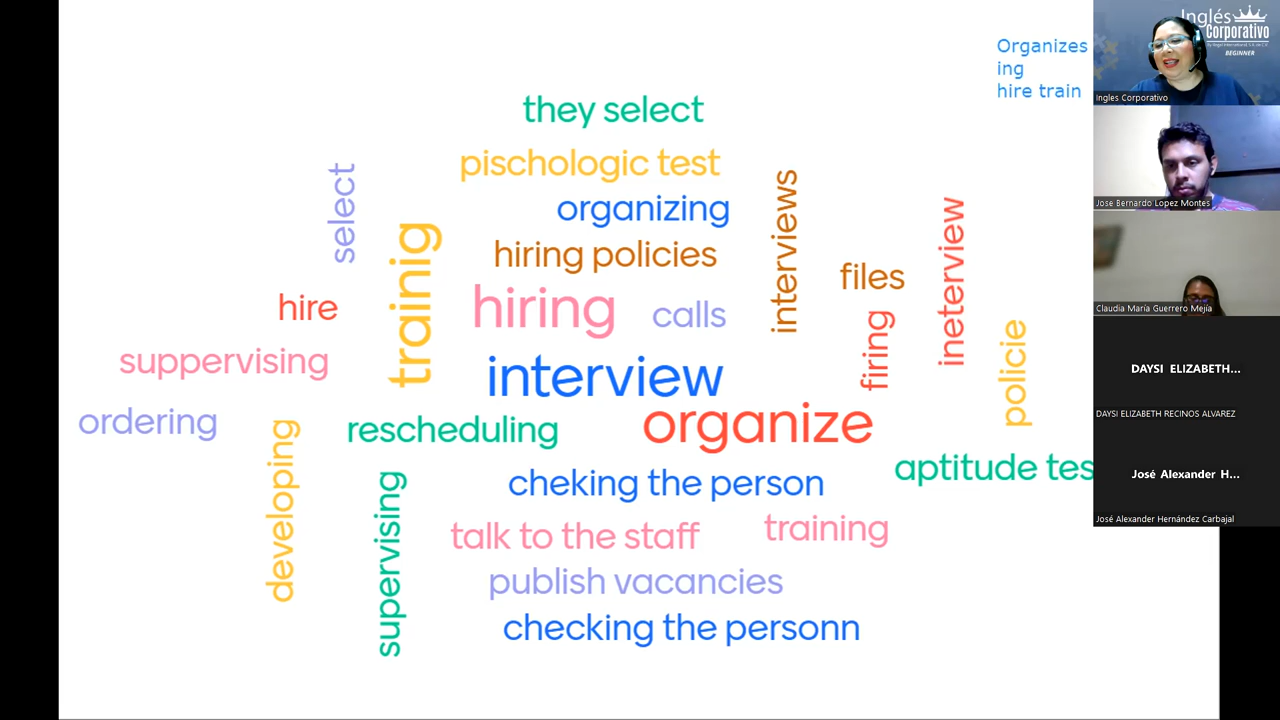 Organizes
ing
hire train
they select
pischologic test
select
organizing
interviews
hiring policies
trainig
ineterview
files
hire
hiring
calls
firing
policie
suppervising
interview
ordering
rescheduling
organize
developing
aptitude tes
cheking the person
supervising
talk to the staff
training
publish vacancies
checking the personn
Inglés
Corporativo
BEGINNER
Ingles Corporativo
Jose Bernardo Lopez Montes
Claudia María Guerrero Mejía
DAYSI ELIZABETH...
DAYSI ELIZABETH RECINOS ALVAREZ
José Alexander H...
José Alexander Hernández Carbajal